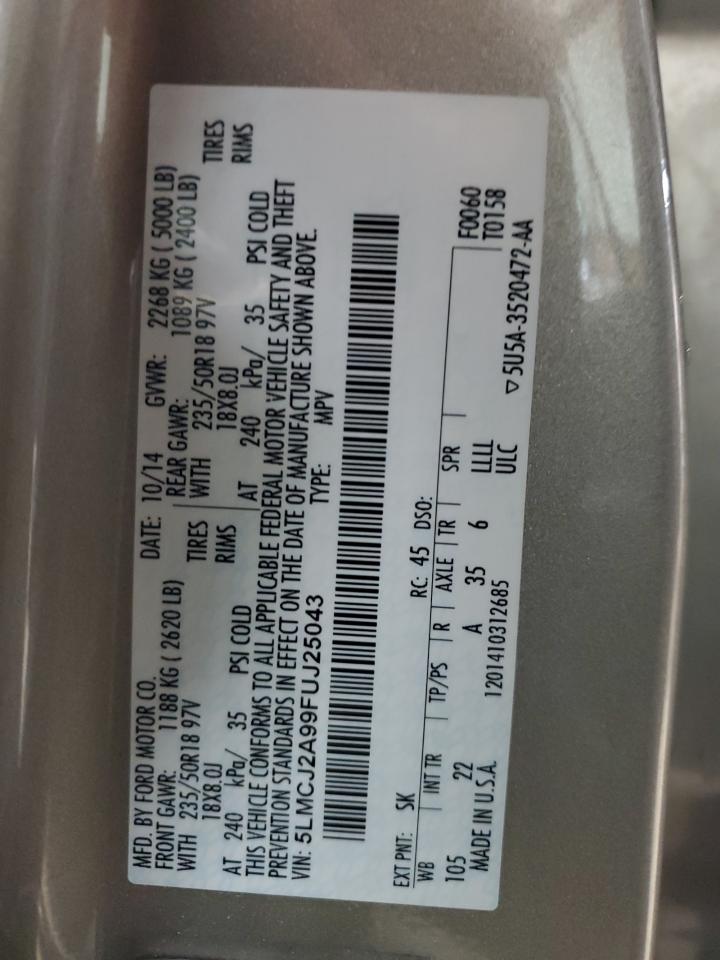 MFD. BY FORD MOTOR CO. DATE: 10/14 GVWR: 2268 KG ( 5000 LB)
FRONT GAWR: 1188 KG ( 2620 LB) REAR GAWR: 1089 KG ( 2400 LB)
WITH 235/50R18 97V TIRES WITH 235/50R18 97V TIRES
18X8.0J RIMS 18X8.0J RIMS
AT 240 kPa/ 35 PSI COLD AT 240 kPa/ 35 PSI COLD
THIS VEHICLE CONFORMS TO ALL APPLICABLE FEDERAL MOTOR VEHICLE SAFETY AND THEFT
PREVENTION STANDARDS IN EFFECT ON THE DATE OF MANUFACTURE SHOWN ABOVE.
VIN: 5LMCJ2A99FUJ25043 TYPE: MPV
EXT PNT: SK RC: 45 DSO: F0060
WB INT TR TP/PS R AXLE TR SPR T0158
105 22 A 35 6 LLLL
MADE IN U.S.A. ULC
1201410312685 ▽5U5A-3520472-AA